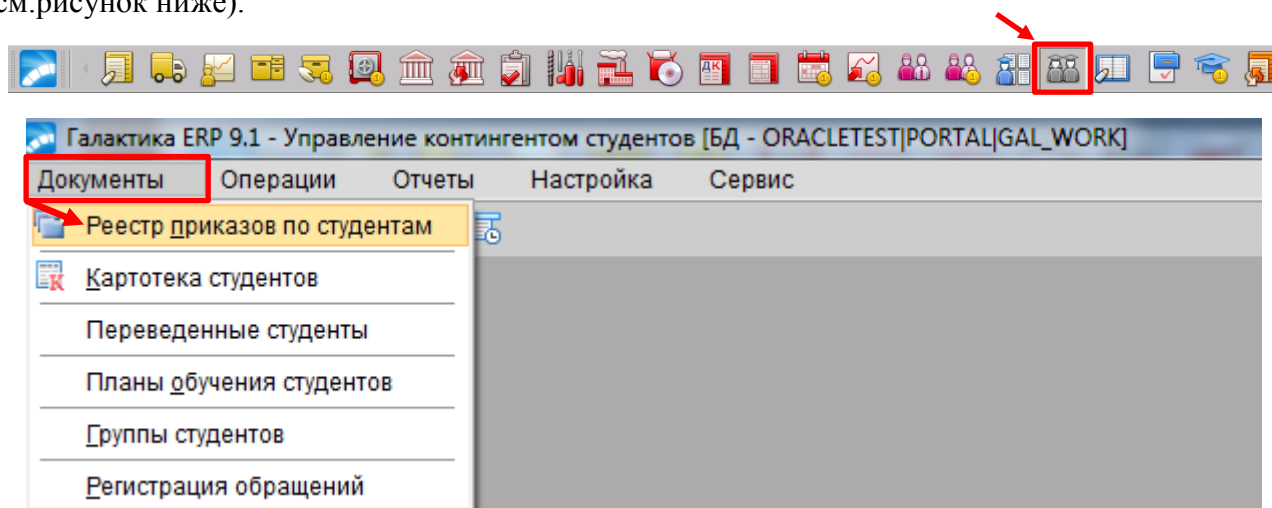 см.рисунок ниже).
Галактика ERP 9.1 - Управление контингентом студентов [БД - ORACLETEST|PORTAL|GAL_WORK]
Документы Операции Отчеты Настройка Сервис
Реестр приказов по студентам
Картотека студентов
Переведенные студенты
Планы обучения студентов
Группы студентов
Регистрация обращений